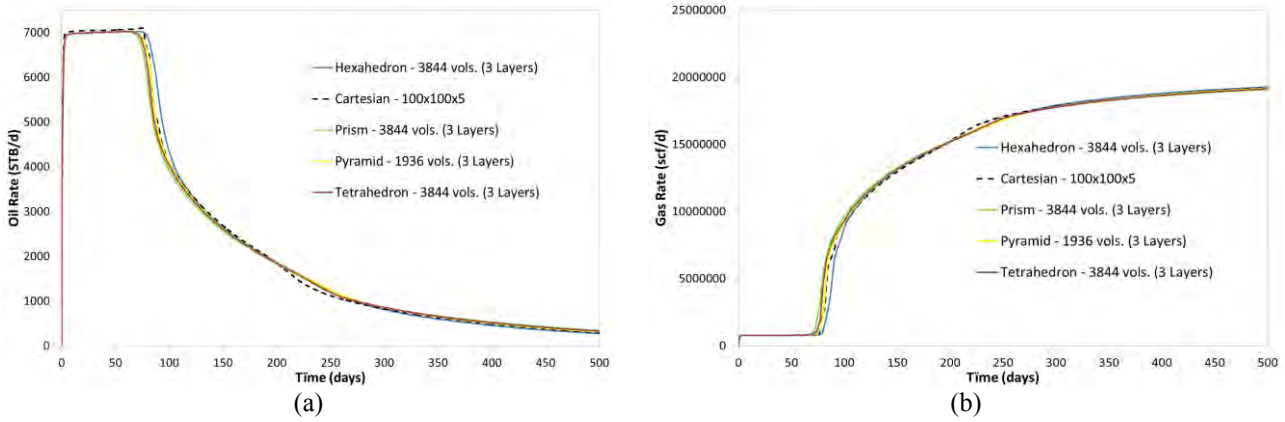 7000
6000
5000
4000
3000
2000
1000
0
Oil Rate (STB/d)
Hexahedron - 3844 vols. (3 Layers)
Cartesian - 100x100x5
Prism - 3844 vols. (3 Layers)
Pyramid - 1936 vols. (3 Layers)
Tetrahedron - 3844 vols. (3 Layers)
0 50 100 150 200 250 300 350 400 450 500
Time (days)
(a)
25000000
20000000
15000000
10000000
5000000
0
Gas Rate (scf/d)
Hexahedron - 3844 vols. (3 Layers)
Cartesian - 100x100x5
Prism - 3844 vols. (3 Layers)
Pyramid - 1936 vols. (3 Layers)
Tetrahedron - 3844 vols. (3 Layers)
0 50 100 150 200 250 300 350 400 450 500
Time (days)
(b)